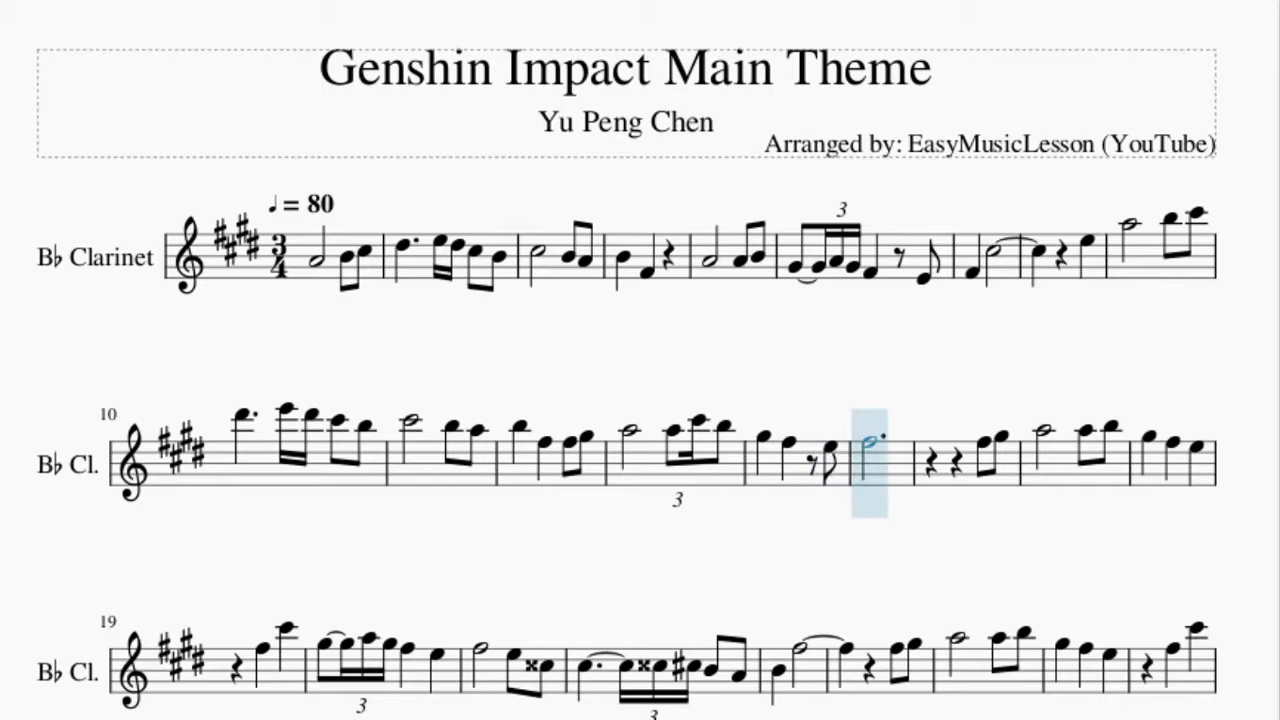 Genshin Impact Main Theme
Yu Peng Chen
Arranged by: EasyMusicLesson (YouTube)
♩ = 80
B♭ Clarinet
3
4
3
10
B♭ Cl.
3
19
B♭ Cl.
3
3